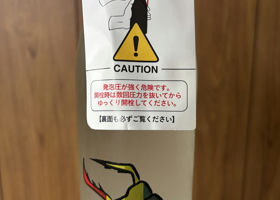 CAUTION
発泡圧が強く危険です。
開栓時は数回圧力を抜いてから
ゆっくり開栓してください。
【裏面も必ずご覧ください】